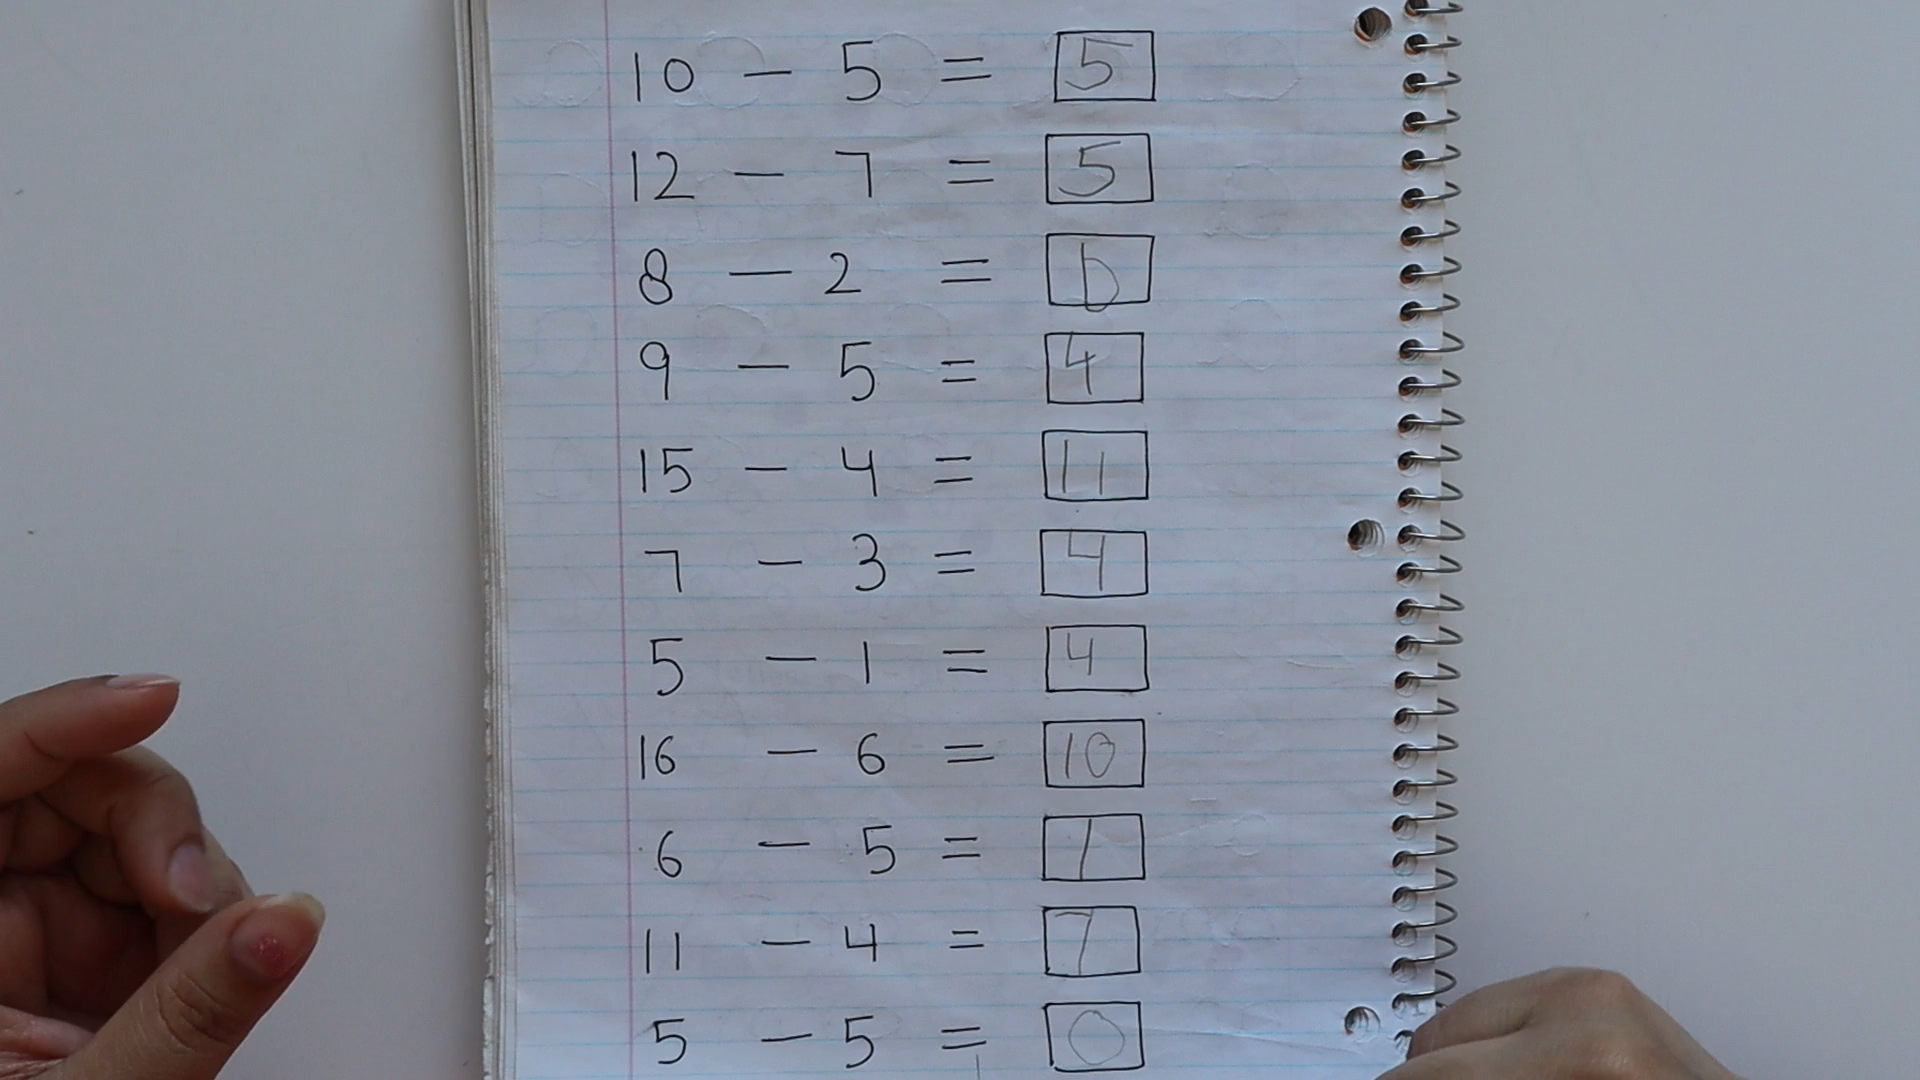 10 - 5 = 5
12 - 7 = 5
8 - 2 = 6
9 - 5 = 4
15 - 4 = 11
7 - 3 = 4
5 - 1 = 4
16 - 6 = 10
6 - 5 = 1
11 - 4 = 7
5 - 5 = 0